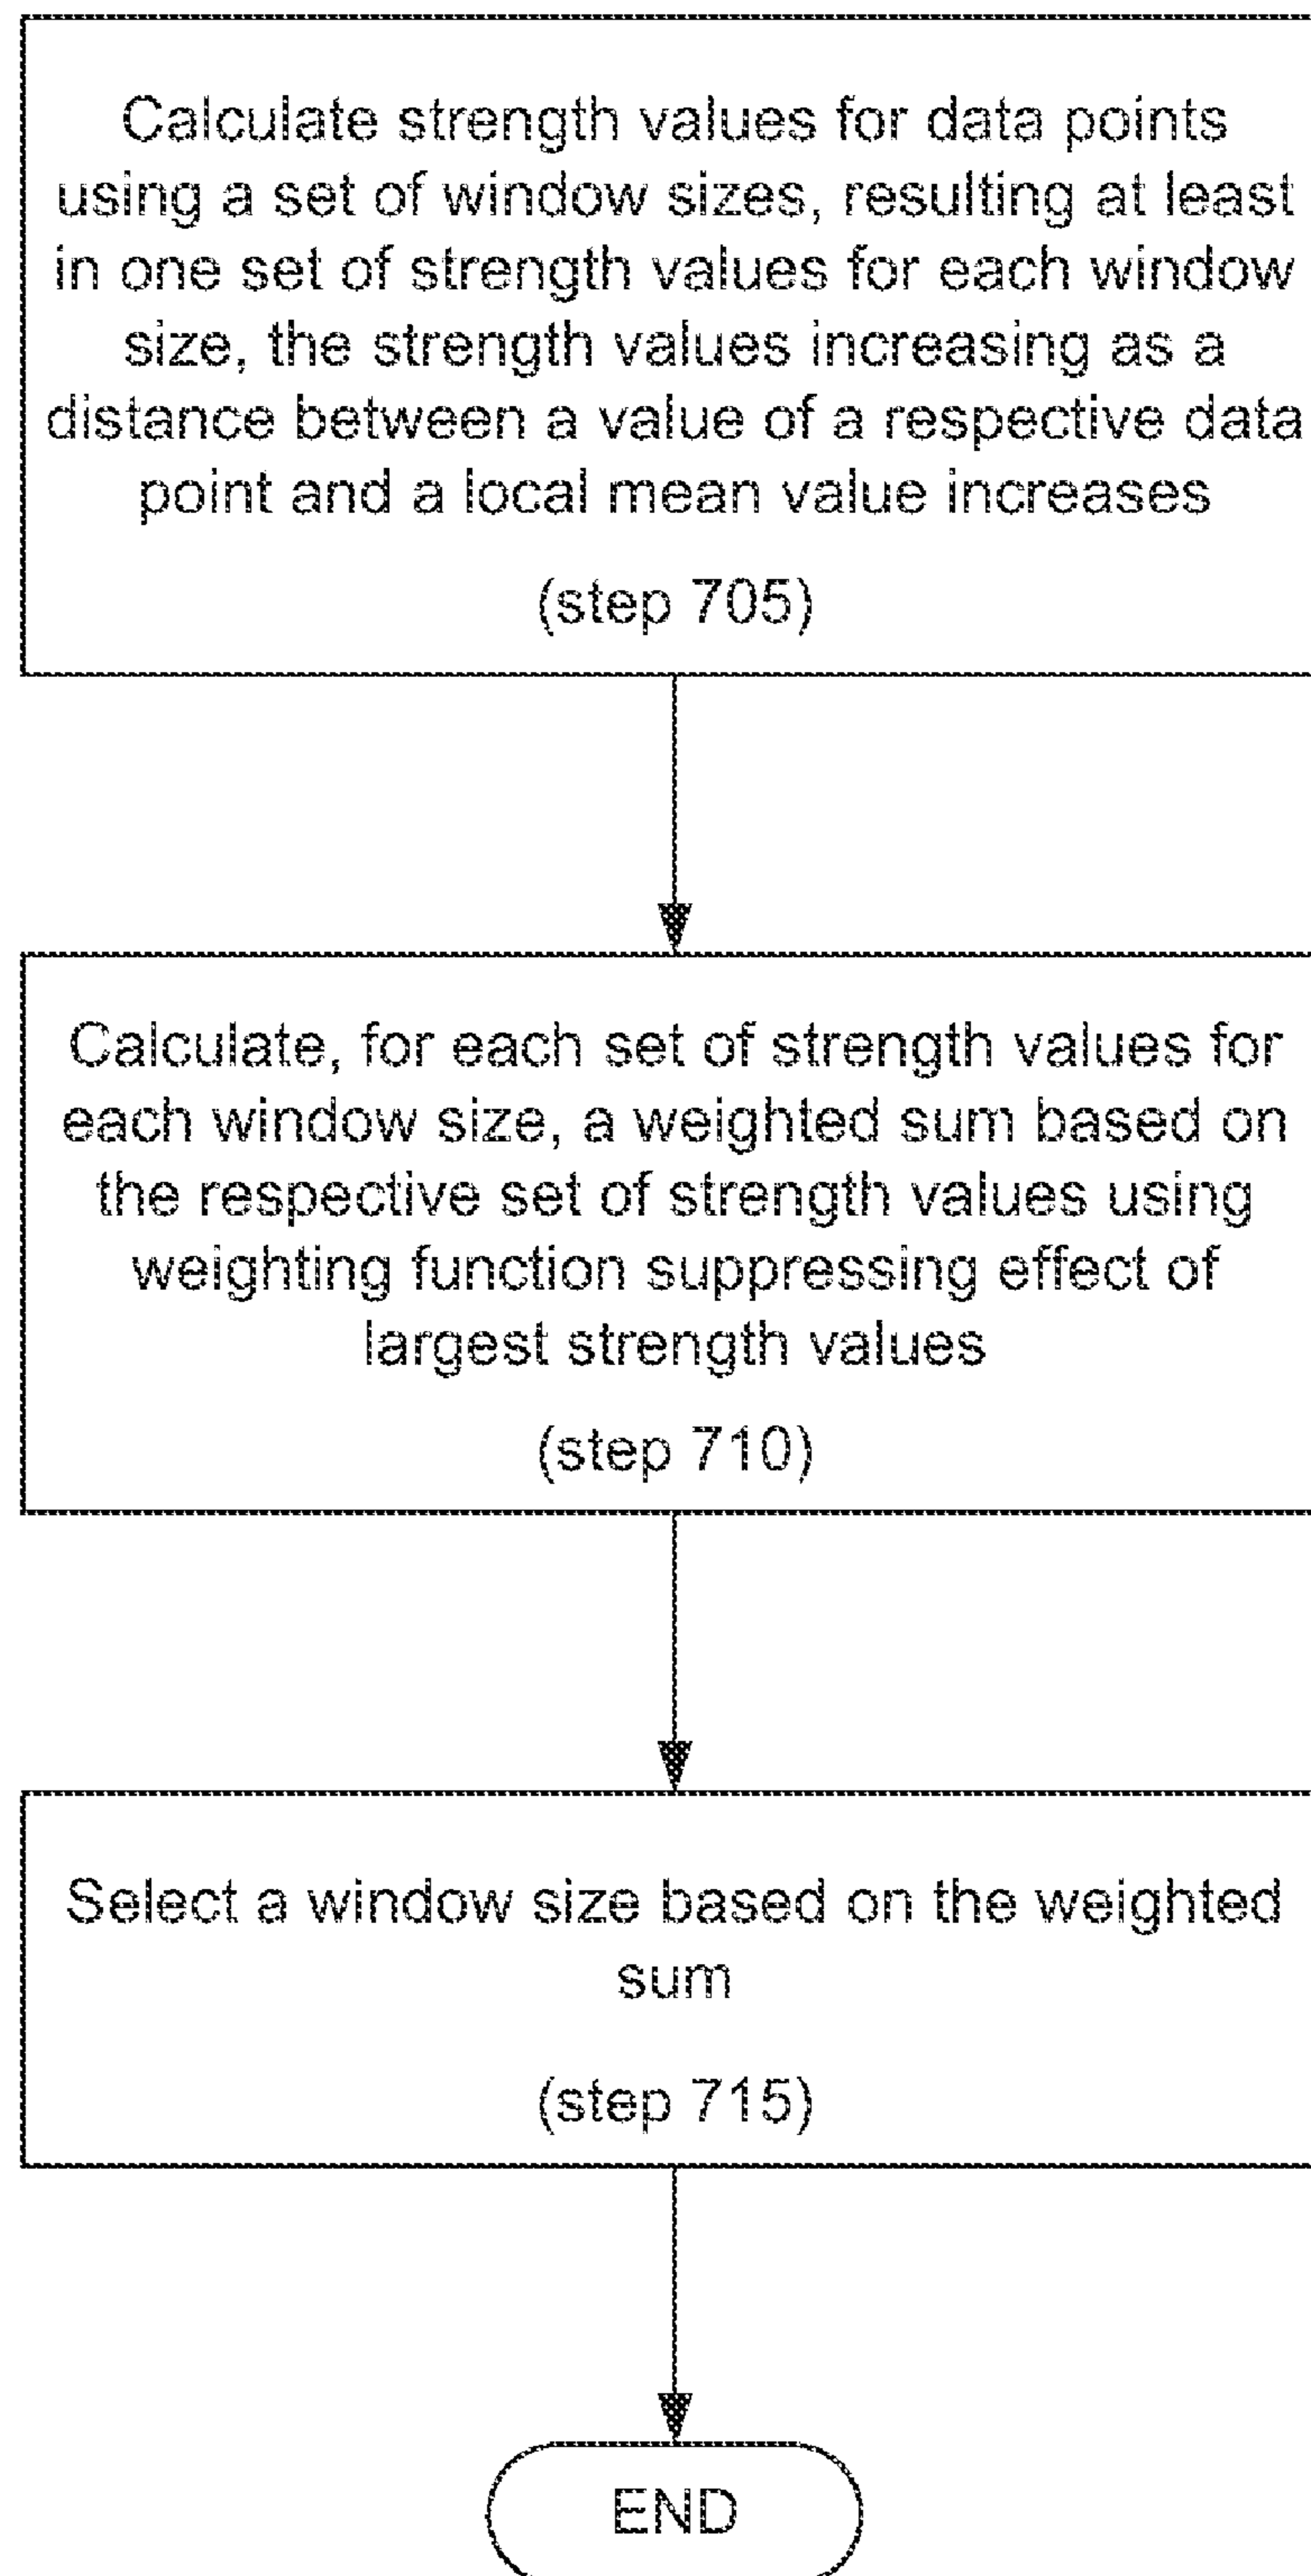 Calculate strength values for data points
using a set of window sizes, resulting at least
in one set of strength values for each window
size, the strength values increasing as a
distance between a value of a respective data
point and a local mean value increases
(step 705)
Calculate, for each set of strength values for
each window size, a weighted sum based on
the respective set of strength values using
weighting function suppressing effect of
largest strength values
(step 710)
Select a window size based on the weighted
sum
(step 715)
END